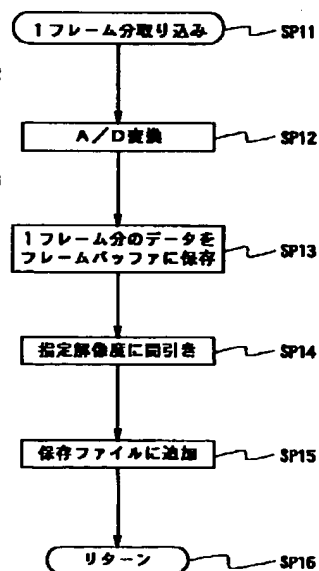 1フレーム分取り込み
SP11
A/D変換
SP12
1フレーム分のデータを
フレームバッファに保存
SP13
指定解像度に間引き
SP14
保存ファイルに追加
SP15
リターン
SP16